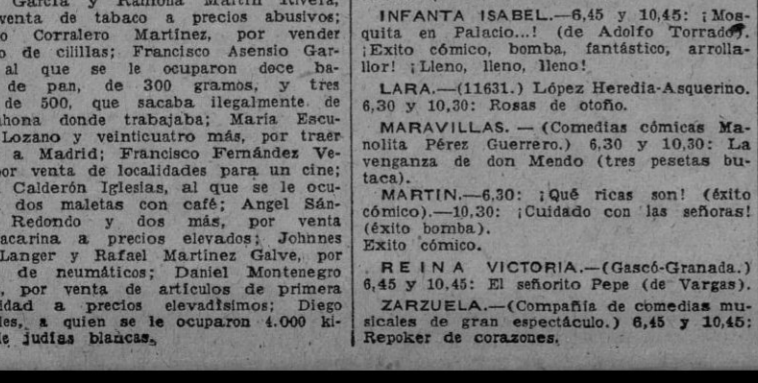 García y Ramona Martín Rivera,
venta de tabaco a precios abusivos;
o Corralero Martínez, por vender
o de cilillas; Francisco Asensio Gar-
al que se le ocuparon doce ba-
de pan, de 300 gramos, y tres
de 500, que sacaba ilegalmente de
ahona donde trabajaba; María Escu-
Lozano y veinticuatro más, por traer
a Madrid; Francisco Fernández Ve-
por venta de localidades para un cine;
Calderón Iglesias, al que se le ocu-
dos maletas con café; Angel Sán-
Redondo y dos más, por venta
acarina a precios elevados; Johnnes
Langer y Rafael Martínez Galve, por
de neumáticos; Daniel Montenegro
, por venta de artículos de primera
idad a precios elevadísimos; Diego
les, a quien se le ocuparon 4.000 ki-
e judías blancas.
INFANTA ISABEL.—6,45 y 10,45: ¡Mos-
quita en Palacio...! (de Adolfo Torrado).
¡Exito cómico, bomba, fantástico, arrolla-
llor! ¡Lleno, lleno, lleno!
LARA.—(11631.) López Heredia-Asquerino.
6,30 y 10,30: Rosas de otoño.
MARAVILLAS. — (Comedias cómicas Ma-
nolita Pérez Guerrero.) 6,30 y 10,30: La
venganza de don Mendo (tres pesetas bu-
taca).
MARTIN.—6,30: ¡Qué ricas son! (éxito
cómico).—10,30: ¡Cuidado con las señoras!
(éxito bomba).
Exito cómico.
REINA VICTORIA.—(Gascó-Granada.)
6,45 y 10,45: El señorito Pepe (de Vargas).
ZARZUELA.—(Compañía de comedias mu-
sicales de gran espectáculo.) 6,45 y 10,45:
Repoker de corazones.